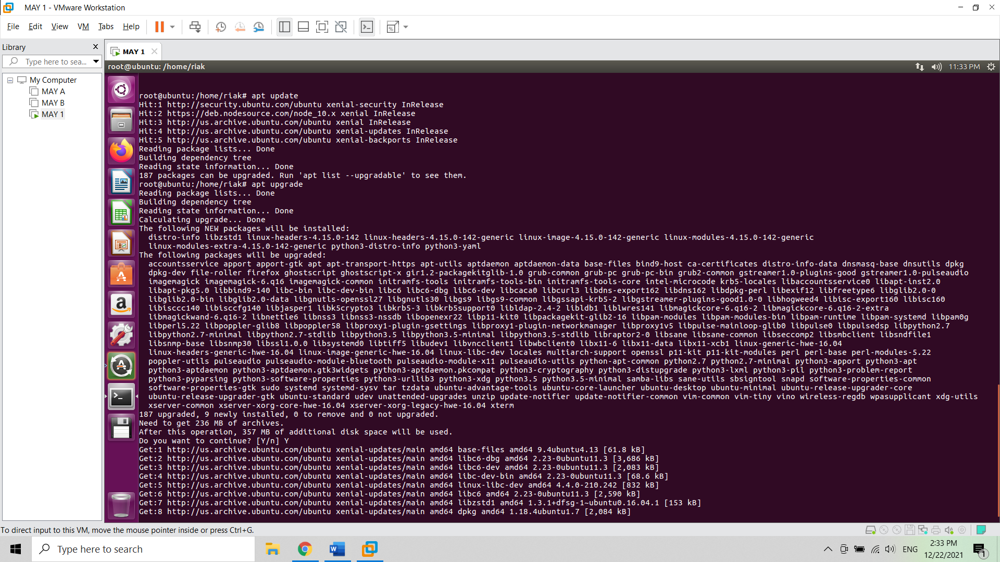 MAY 1 - VMware Workstation
File Edit View VM Tabs Help
Library
Type here to sea...
My Computer
MAY A
MAY B
MAY 1
MAY 1
root@ubuntu: /home/riak
11:33 PM
root@ubuntu:/home/riak# apt update
Hit:1 http://security.ubuntu.com/ubuntu xenial-security InRelease
Hit:2 https://deb.nodesource.com/node_10.x xenial InRelease
Hit:3 http://us.archive.ubuntu.com/ubuntu xenial InRelease
Hit:4 http://us.archive.ubuntu.com/ubuntu xenial-updates InRelease
Hit:5 http://us.archive.ubuntu.com/ubuntu xenial-backports InRelease
Reading package lists... Done
Building dependency tree
Reading state information... Done
187 packages can be upgraded. Run 'apt list --upgradable' to see them.
root@ubuntu:/home/riak# apt upgrade
Reading package lists... Done
Building dependency tree
Reading state information... Done
Calculating upgrade... Done
The following NEW packages will be installed:
distro-info libzstd1 linux-headers-4.15.0-142 linux-headers-4.15.0-142-generic linux-image-4.15.0-142-generic linux-modules-4.15.0-142-generic
linux-modules-extra-4.15.0-142-generic python3-distro-info python3-yaml
The following packages will be upgraded:
accountsservice apport apport-gtk apt apt-transport-https apt-utils aptdaemon aptdaemon-data base-files bind9-host ca-certificates distro-info-data dnsmasq-base dnsutils dpkg
dpkg-dev file-roller firefox ghostscript ghostscript-x gir1.2-packagekitglib-1.0 grub-common grub-pc grub-pc-bin grub2-common gstreamer1.0-plugins-good gstreamer1.0-pulseaudio
imagemagick imagemagick-6.q16 imagemagick-common initramfs-tools initramfs-tools-bin initramfs-tools-core intel-microcode krb5-locales libaccountsservice0 libapt-inst2.0
libapt-pkg5.0 libbind9-140 libc-bin libc-dev-bin libc6 libc6-dbg libc6-dev libcaca0 libcurl3 libdns-export162 libdns162 libdpkg-perl libexif12 libfreetype6 libglib2.0-0
libglib2.0-bin libglib2.0-data libgnutls-openssl27 libgnutls30 libgs9 libgs9-common libgssapi-krb5-2 libgstreamer-plugins-good1.0-0 libhogweed4 libisc-export160 libisc160
libisccc140 libisccfg140 libjasper1 libk5crypto3 libkrb5-3 libkrb5support0 libldap-2.4-2 libldb1 liblwres141 libmagickcore-6.q16-2 libmagickcore-6.q16-2-extra
libmagickwand-6.q16-2 libnettle6 libnss3 libnss3-nssdb libopenexr22 libp11-kit0 libpackagekit-glib2-16 libpam-modules libpam-modules-bin libpam-runtime libpam-systemd libpam0g
libperl5.22 libpoppler-glib8 libpoppler58 libproxy1-plugin-gsettings libproxy1-plugin-networkmanager libproxy1v5 libpulse-mainloop-glib0 libpulse0 libpulsedsp libpython2.7
libpython2.7-minimal libpython2.7-stdlib libpython3.5 libpython3.5-minimal libpython3.5-stdlib libraptor2-0 libsane libsane-common libseccomp2 libsmbclient libsndfile1
libsnmp-base libsnmp30 libssl1.0.0 libsystemd0 libtiff5 libudev1 libvncclient1 libwbclient0 libx11-6 libx11-data libx11-xcb1 linux-generic-hwe-16.04
linux-headers-generic-hwe-16.04 linux-image-generic-hwe-16.04 linux-libc-dev locales multiarch-support openssl p11-kit p11-kit-modules perl perl-base perl-modules-5.22
poppler-utils pulseaudio pulseaudio-module-bluetooth pulseaudio-module-x11 pulseaudio-utils python-apt-common python2.7 python2.7-minimal python3-apport python3-apt
python3-aptdaemon python3-aptdaemon.gtk3widgets python3-aptdaemon.pkcompat python3-cryptography python3-distupgrade python3-lxml python3-pil python3-problem-report
python3-pyparsing python3-software-properties python3-urllib3 python3-xdg python3.5 python3.5-minimal samba-libs sane-utils sbsigntool snapd software-properties-common
software-properties-gtk sudo systemd systemd-sysv tar tzdata ubuntu-advantage-tools ubuntu-core-launcher ubuntu-desktop ubuntu-minimal ubuntu-release-upgrader-core
ubuntu-release-upgrader-gtk ubuntu-standard udev unattended-upgrades unzip update-notifier update-notifier-common vim-common vim-tiny vino wireless-regdb wpasupplicant xdg-utils
xserver-common xserver-xorg-core-hwe-16.04 xserver-xorg-legacy-hwe-16.04 xterm
187 upgraded, 9 newly installed, 0 to remove and 0 not upgraded.
Need to get 236 MB of archives.
After this operation, 357 MB of additional disk space will be used.
Do you want to continue? [Y/n] Y
Get:1 http://us.archive.ubuntu.com/ubuntu xenial-updates/main amd64 base-files amd64 9.4ubuntu4.13 [61.8 kB]
Get:2 http://us.archive.ubuntu.com/ubuntu xenial-updates/main amd64 libc6-dbg amd64 2.23-0ubuntu11.3 [3,686 kB]
Get:3 http://us.archive.ubuntu.com/ubuntu xenial-updates/main amd64 libc6-dev amd64 2.23-0ubuntu11.3 [2,083 kB]
Get:4 http://us.archive.ubuntu.com/ubuntu xenial-updates/main amd64 libc-dev-bin amd64 2.23-0ubuntu11.3 [68.6 kB]
Get:5 http://us.archive.ubuntu.com/ubuntu xenial-updates/main amd64 linux-libc-dev amd64 4.4.0-210.242 [832 kB]
Get:6 http://us.archive.ubuntu.com/ubuntu xenial-updates/main amd64 libc6 amd64 2.23-0ubuntu11.3 [2,590 kB]
Get:7 http://us.archive.ubuntu.com/ubuntu xenial-updates/main amd64 libzstd1 amd64 1.3.1+dfsg-1~ubuntu0.16.04.1 [153 kB]
Get:8 http://us.archive.ubuntu.com/ubuntu xenial-updates/main amd64 dpkg amd64 1.18.4ubuntu1.7 [2,084 kB]
To direct input to this VM, move the mouse pointer inside or press Ctrl+G.
Type here to search
ENG
2:33 PM
12/22/2021
1